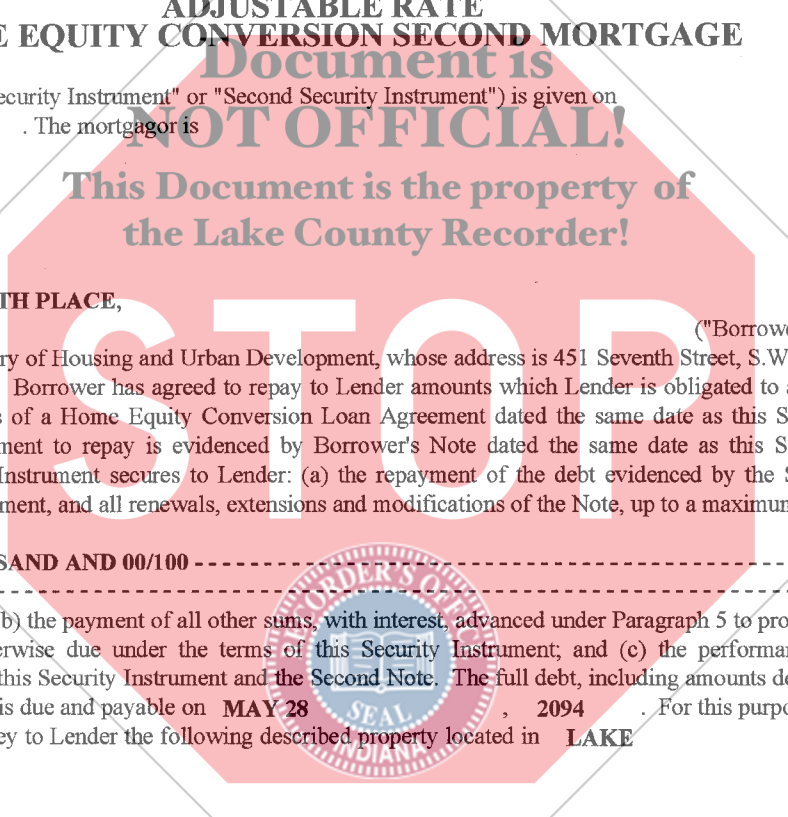 ADJUSTABLE RATE
E EQUITY CONVERSION SECOND MORTGAGE
Document is
ecurity Instrument" or "Second Security Instrument") is given on
NOT OFFICIAL!
. The mortgagor is
This Document is the property of
the Lake County Recorder!
TH PLACE,
STOP
("Borrowe
ry of Housing and Urban Development, whose address is 451 Seventh Street, S.W
Borrower has agreed to repay to Lender amounts which Lender is obligated to a
s of a Home Equity Conversion Loan Agreement dated the same date as this S
ment to repay is evidenced by Borrower's Note dated the same date as this S
Instrument secures to Lender: (a) the repayment of the debt evidenced by the S
ment, and all renewals, extensions and modifications of the Note, up to a maximum
SAND AND 00/100 - - - - - - - - - - - - - - - - - - - - - - - - - - - - - - - - - - - - - - - - - - - - - - - - - - -
- - - - - - - - - - - - - - - - - - - - - - - - - - - - - - - - - - - - - - - - - - - - - - - - - - - - - - - - - - - - - - - - - - - -
RECORDER'S OFFICE
b) the payment of all other sums, with interest, advanced under Paragraph 5 to pro
erwise due under the terms of this Security Instrument; and (c) the performan
this Security Instrument and the Second Note. The full debt, including amounts de
is due and payable on MAY 28 , 2094 . For this purpo
SEAL
ey to Lender the following described property located in LAKE
INDIANA